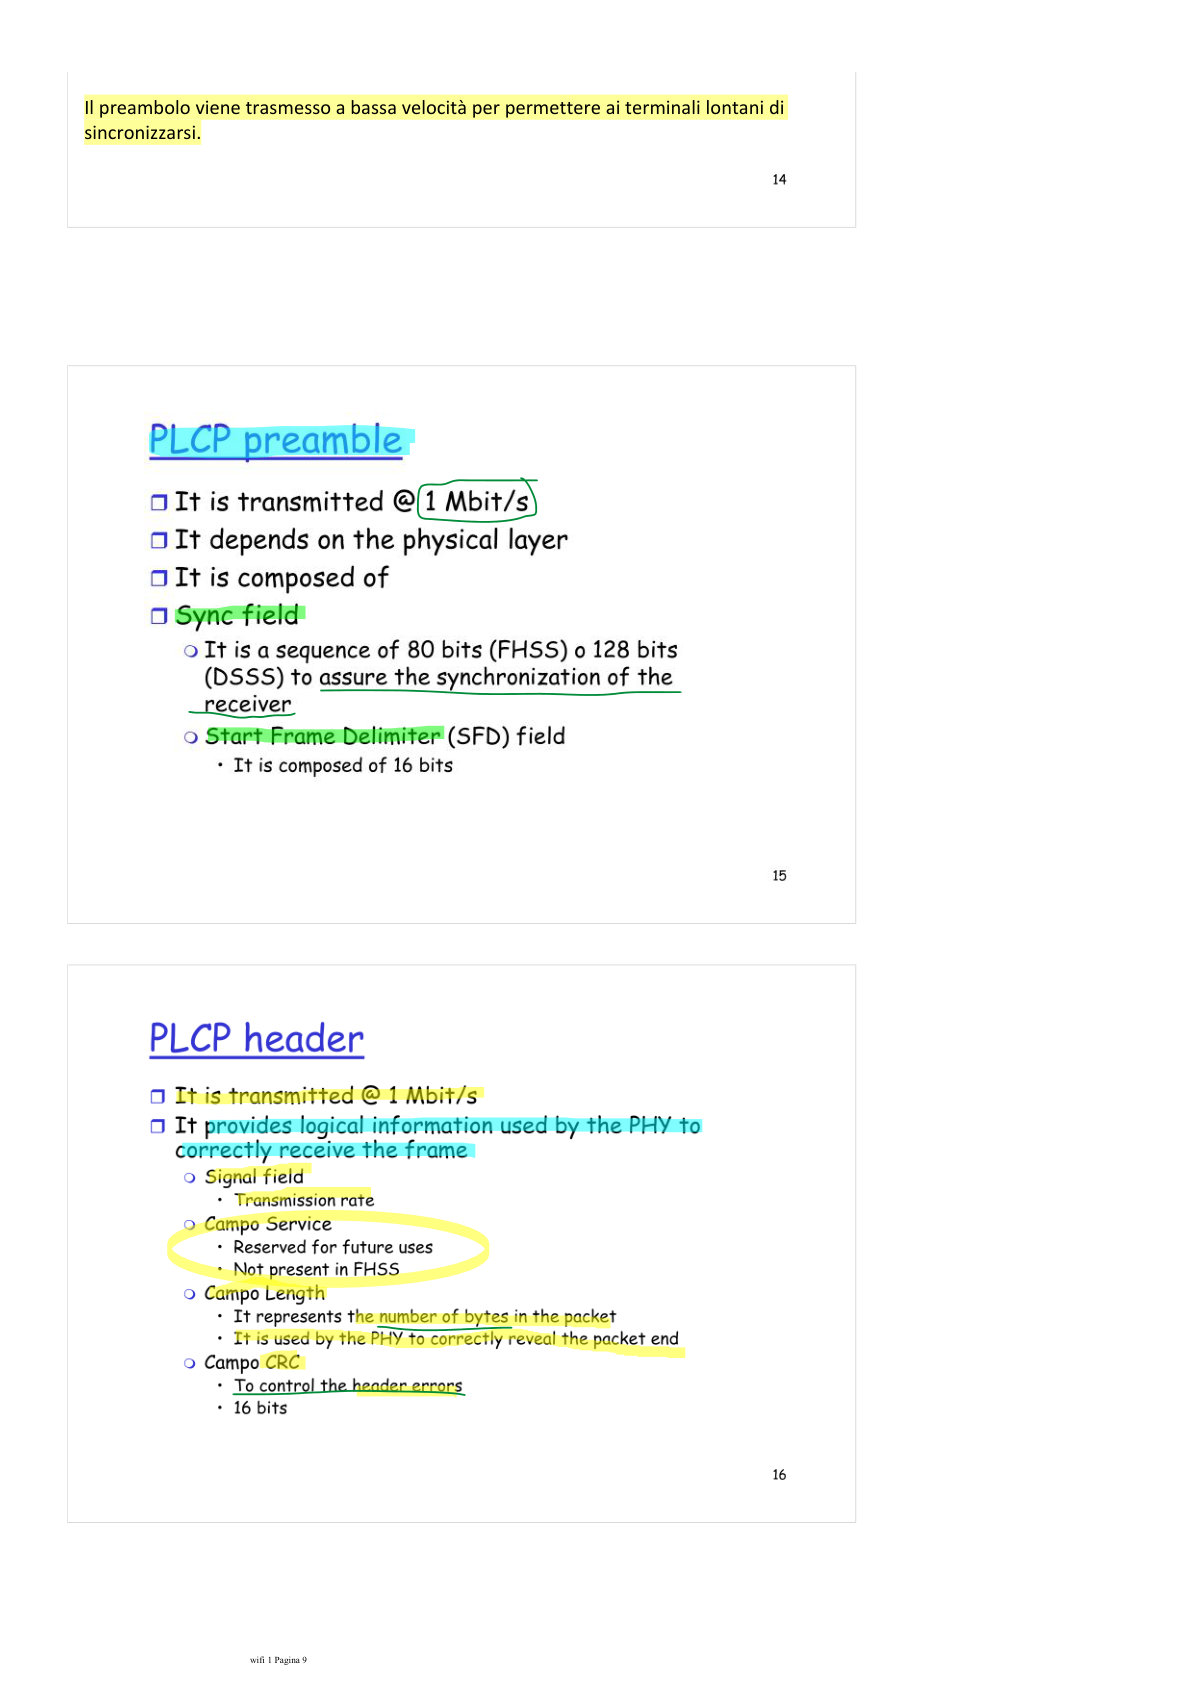 Il preambolo viene trasmesso a bassa velocità per permettere ai terminali lontani di
sincronizzarsi.
14
PLCP preamble
It is transmitted @ 1 Mbit/s
It depends on the physical layer
It is composed of
Sync field
It is a sequence of 80 bits (FHSS) o 128 bits
(DSSS) to assure the synchronization of the
receiver
Start Frame Delimiter (SFD) field
• It is composed of 16 bits
15
PLCP header
It is transmitted @ 1 Mbit/s
It provides logical information used by the PHY to
correctly receive the frame
Signal field
• Transmission rate
Campo Service
• Reserved for future uses
• Not present in FHSS
Campo Length
• It represents the number of bytes in the packet
• It is used by the PHY to correctly reveal the packet end
Campo CRC
• To control the header errors
• 16 bits
16
wifi 1 Pagina 9